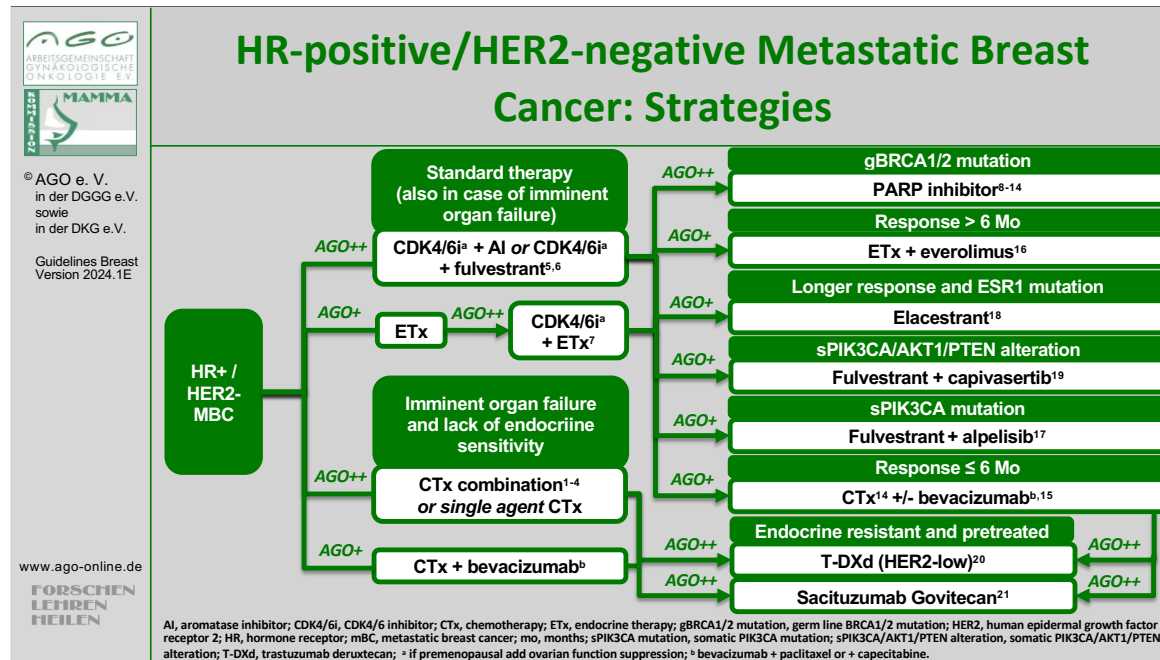 AGO
ARBEITSGEMEINSCHAFT
GYNÄKOLOGISCHE
ONKOLOGIE E.V.
KOMMISSION
MAMMA
© AGO e. V.
in der DGGG e.V.
sowie
in der DKG e.V.
Guidelines Breast
Version 2024.1E
www.ago-online.de
FORSCHEN
LEHREN
HEILEN
HR-positive/HER2-negative Metastatic Breast
Cancer: Strategies
HR+ /
HER2-
MBC
AGO++
Standard therapy
(also in case of imminent
organ failure)
CDK4/6iᵃ + AI or CDK4/6iᵃ
+ fulvestrant⁵,⁶
AGO+
ETx
AGO++
CDK4/6iᵃ
+ ETx⁷
Imminent organ failure
and lack of endocriine
sensitivity
AGO++
CTx combination¹⁻⁴
or single agent CTx
AGO+
CTx + bevacizumabᵇ
gBRCA1/2 mutation
AGO++
PARP inhibitor⁸⁻¹⁴
Response > 6 Mo
AGO+
ETx + everolimus¹⁶
Longer response and ESR1 mutation
AGO+
Elacestrant¹⁸
sPIK3CA/AKT1/PTEN alteration
AGO+
Fulvestrant + capivasertib¹⁹
sPIK3CA mutation
AGO+
Fulvestrant + alpelisib¹⁷
Response ≤ 6 Mo
AGO+
CTx¹⁴ +/- bevacizumabᵇ,¹⁵
Endocrine resistant and pretreated
AGO++
T-DXd (HER2-low)²⁰
AGO++
AGO++
Sacituzumab Govitecan²¹
AGO++
AI, aromatase inhibitor; CDK4/6i, CDK4/6 inhibitor; CTx, chemotherapy; ETx, endocrine therapy; gBRCA1/2 mutation, germ line BRCA1/2 mutation; HER2, human epidermal growth factor
receptor 2; HR, hormone receptor; mBC, metastatic breast cancer; mo, months; sPIK3CA mutation, somatic PIK3CA mutation; sPIK3CA/AKT1/PTEN alteration, somatic PIK3CA/AKT1/PTEN
alteration; T-DXd, trastuzumab deruxtecan; ᵃ if premenopausal add ovarian function suppression; ᵇ bevacizumab + paclitaxel or + capecitabine.